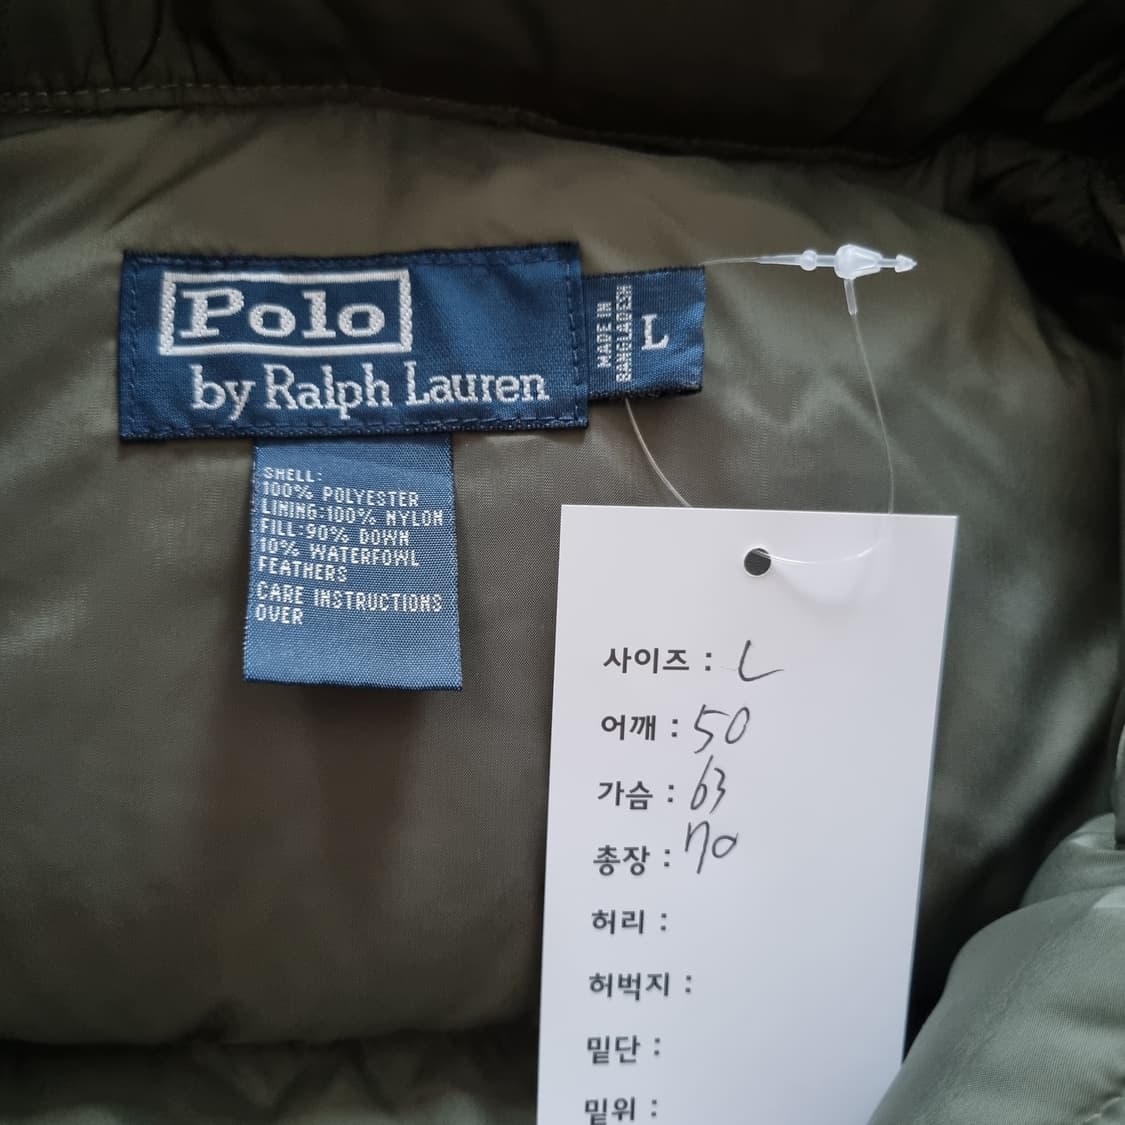 Polo
by Ralph Lauren
MADE IN
BANGLADESH
L
SHELL:
100% POLYESTER
LINING:100% NYLON
FILL:90% DOWN
10% WATERFOWL
FEATHERS
CARE INSTRUCTIONS
OVER
사이즈 : L
어깨 : 50
가슴 : 63
총장 : 70
허리 :
허벅지 :
밑단 :
밑위 :